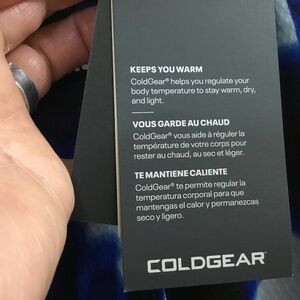 KEEPS YOU WARM
ColdGear® helps you regulate your
body temperature to stay warm, dry,
and light.
VOUS GARDE AU CHAUD
ColdGear® vous aide à réguler la
température de votre corps pour
rester au chaud, au sec et léger.
TE MANTIENE CALIENTE
ColdGear® te permite regular la
temperatura corporal para que
mantengas el calor y permanezcas
seco y ligero.
COLDGEAR®